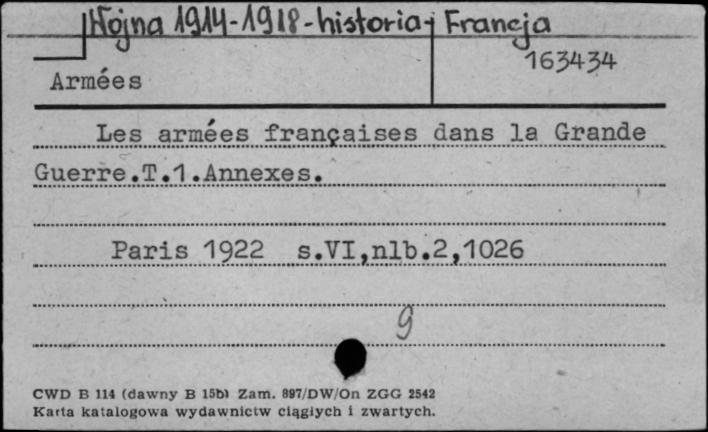 Wojna 1914-1918-historia-Francja
163434
Armées
Les armées françaises dans la Grande
Guerre.T.1.Annexes.
Paris 1922 s.VI,nlb.2,1026
9
CWD B 114 (dawny B 15b) Zam. 897/DW/On ZGG 2542
Karta katalogowa wydawnictw ciągłych i zwartych.